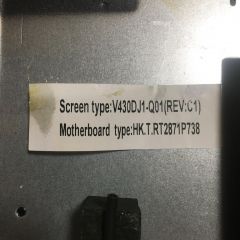 Screen type:V430DJ1-Q01(REV:C1)
Motherboard type:HK.T.RT2871P738